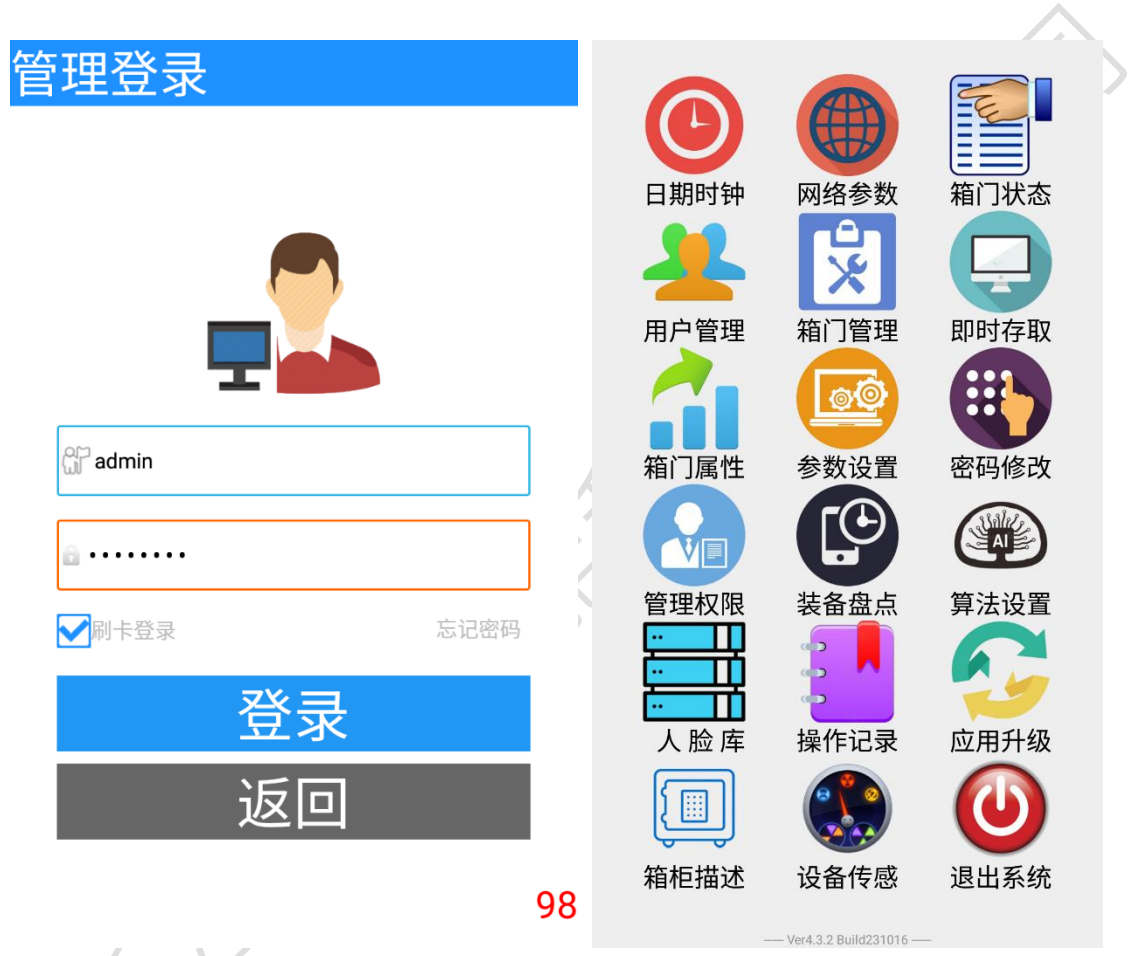 管理登录
admin
刷卡登录 忘记密码
登录
返回
98
日期时钟 网络参数 箱门状态
用户管理 箱门管理 即时存取
箱门属性 参数设置 密码修改
管理权限 装备盘点 算法设置
AI
人脸库 操作记录 应用升级
箱柜描述 设备传感 退出系统
Ver4.3.2 Build231016